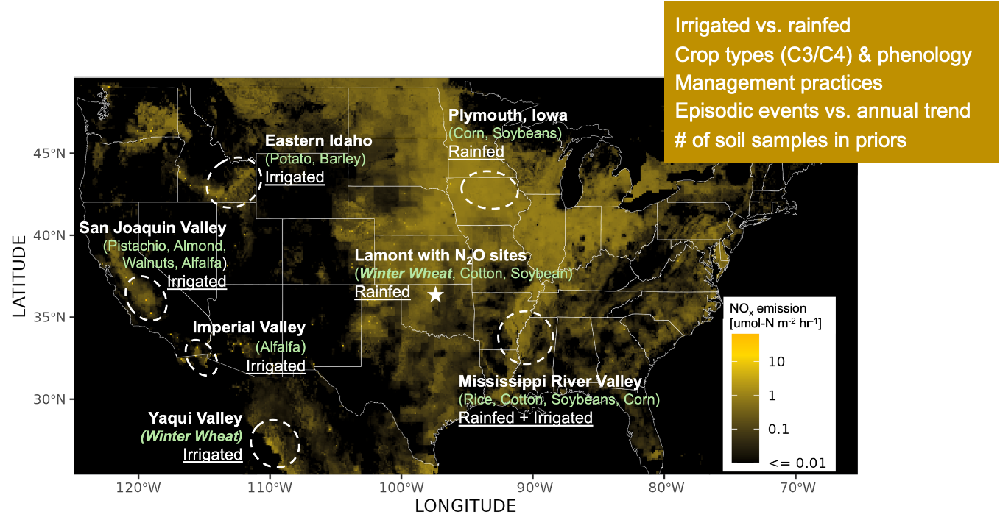 Irrigated vs. rainfed
Crop types (C3/C4) & phenology
Management practices
Episodic events vs. annual trend
# of soil samples in priors
Plymouth, Iowa
(Corn, Soybeans)
Rainfed
Eastern Idaho
(Potato, Barley)
Irrigated
San Joaquin Valley
(Pistachio, Almond,
Walnuts, Alfalfa)
Irrigated
Lamont with N₂O sites
(Winter Wheat, Cotton, Soybean)
Rainfed
Imperial Valley
(Alfalfa)
Irrigated
Mississippi River Valley
(Rice, Cotton, Soybeans, Corn)
Rainfed + Irrigated
Yaqui Valley
(Winter Wheat)
Irrigated
NOₓ emission
[umol-N m⁻² hr⁻¹]
10
1
0.1
<= 0.01
45°N
40°N
35°N
30°N
LATITUDE
120°W
110°W
100°W
90°W
80°W
70°W
LONGITUDE